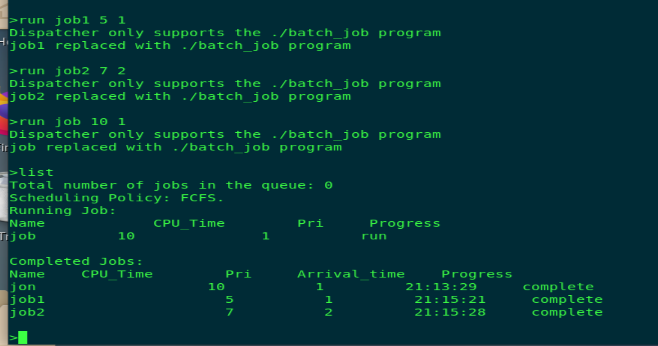 >run job1 5 1
Dispatcher only supports the ./batch_job program
job1 replaced with ./batch_job program
>run job2 7 2
Dispatcher only supports the ./batch_job program
job2 replaced with ./batch_job program
>run job 10 1
Dispatcher only supports the ./batch_job program
job replaced with ./batch_job program
>list
Total number of jobs in the queue: 0
Scheduling Policy: FCFS.
Running Job:
Name CPU_Time Pri Progress
job 10 1 run
Completed Jobs:
Name CPU_Time Pri Arrival_time Progress
jon 10 1 21:13:29 complete
job1 5 1 21:15:21 complete
job2 7 2 21:15:28 complete
>